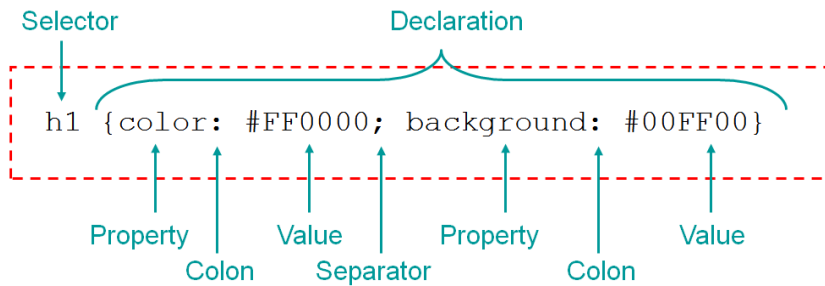 Selector Declaration
h1 {color: #FF0000; background: #00FF00}
Property Value Property Value
Colon Separator Colon